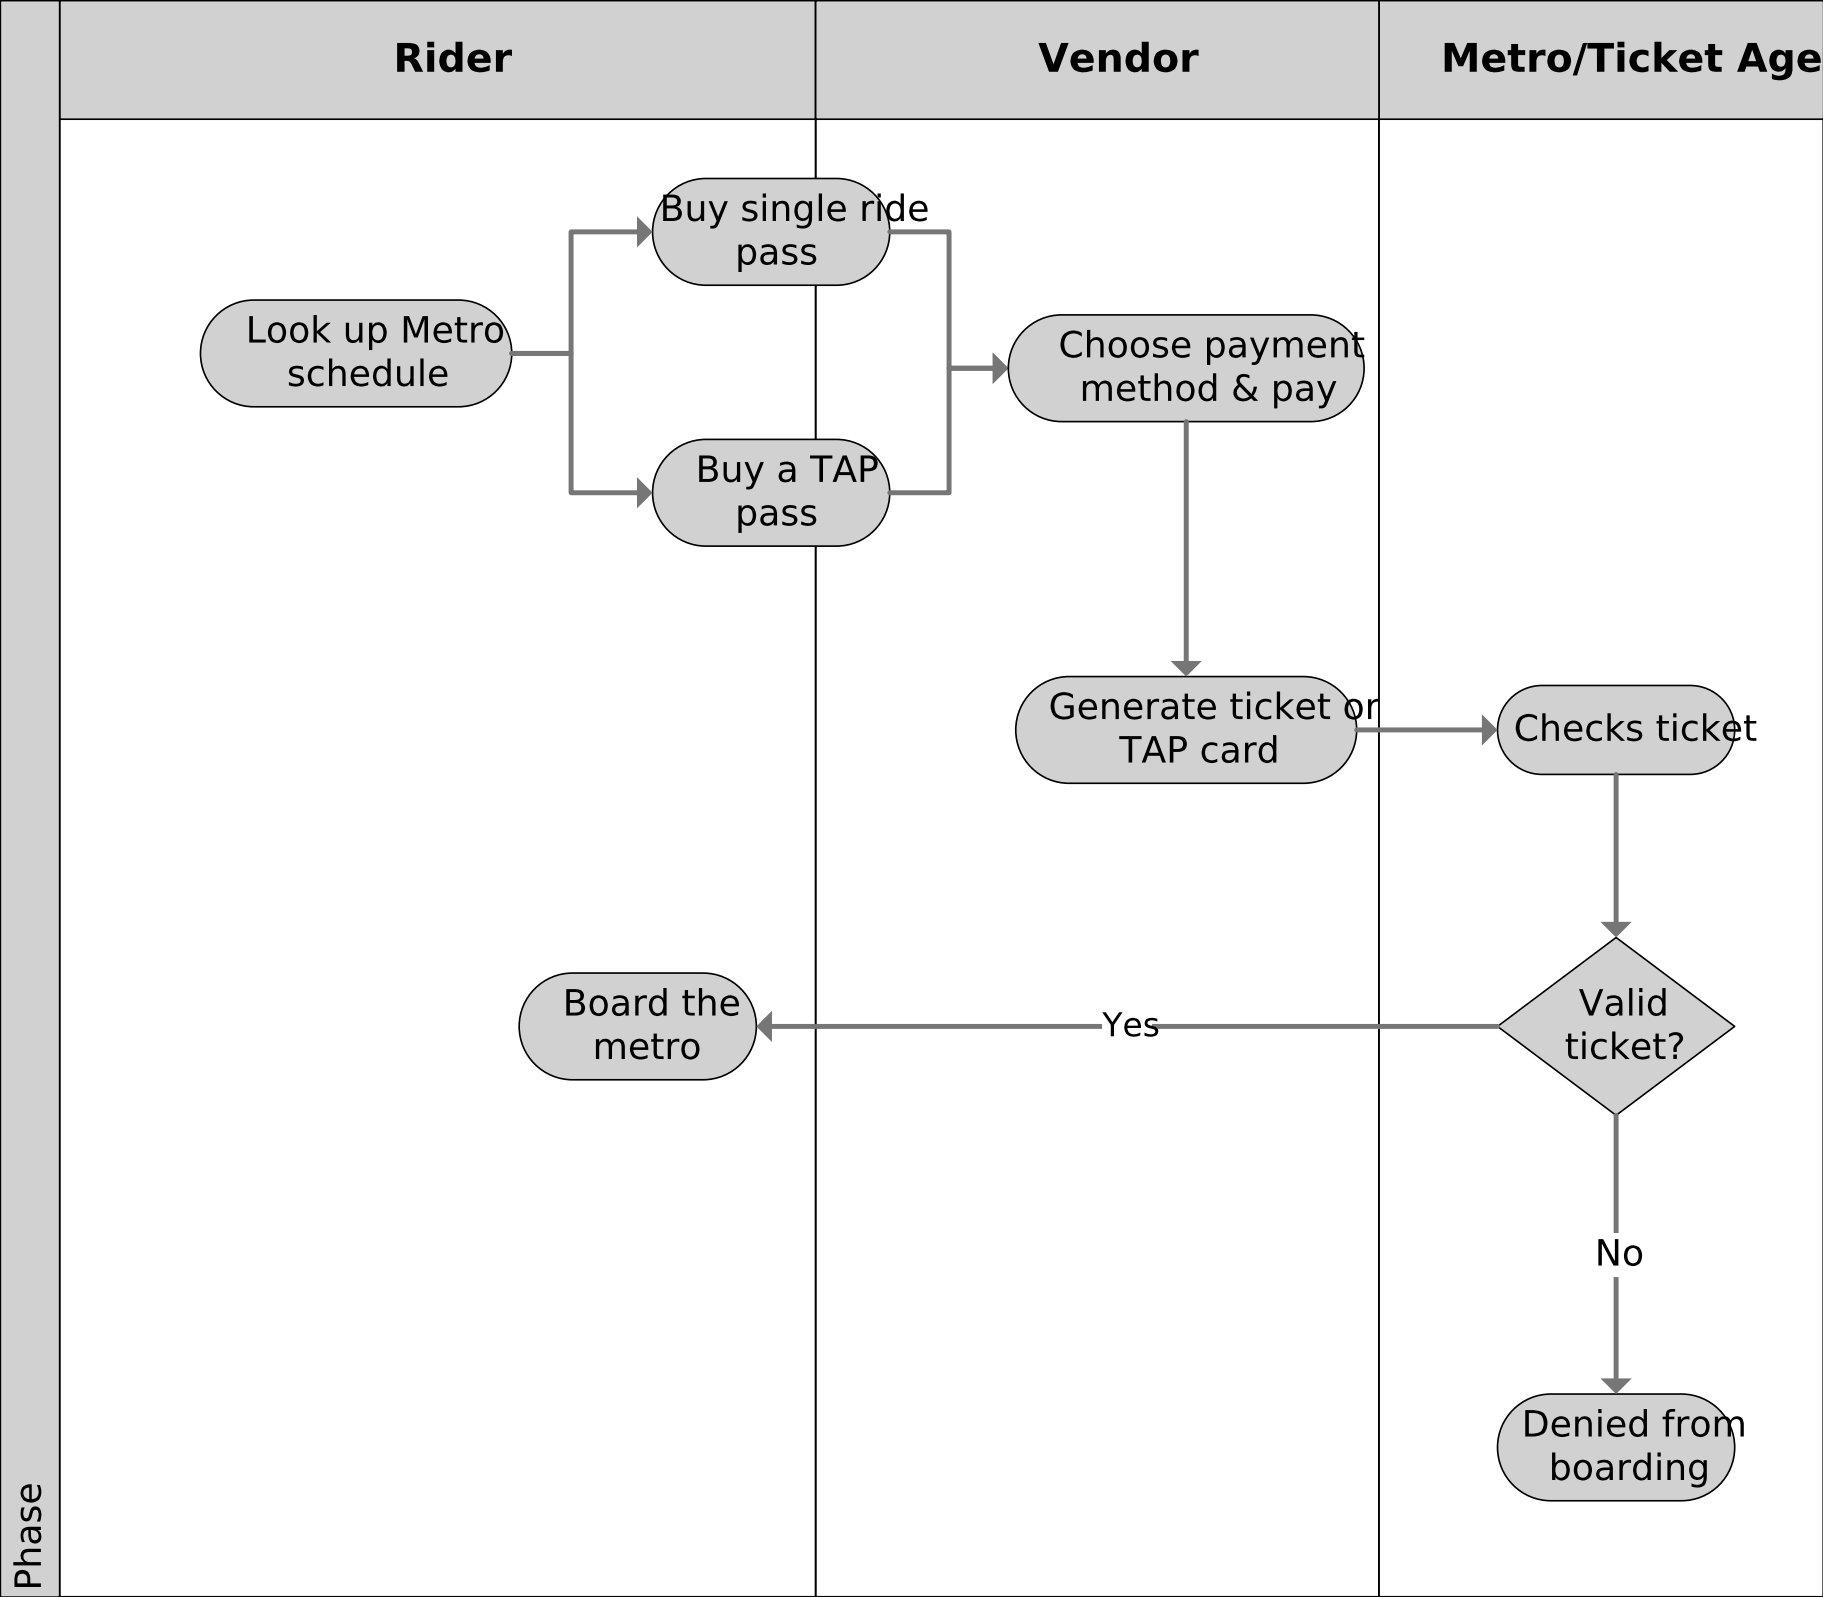 Rider
Vendor
Metro/Ticket Age
Buy single ride
pass
Look up Metro
schedule
Choose payment
method & pay
Buy a TAP
pass
Generate ticket or
TAP card
Checks ticket
Board the
metro
Yes
Valid
ticket?
No
Denied from
boarding
Phase